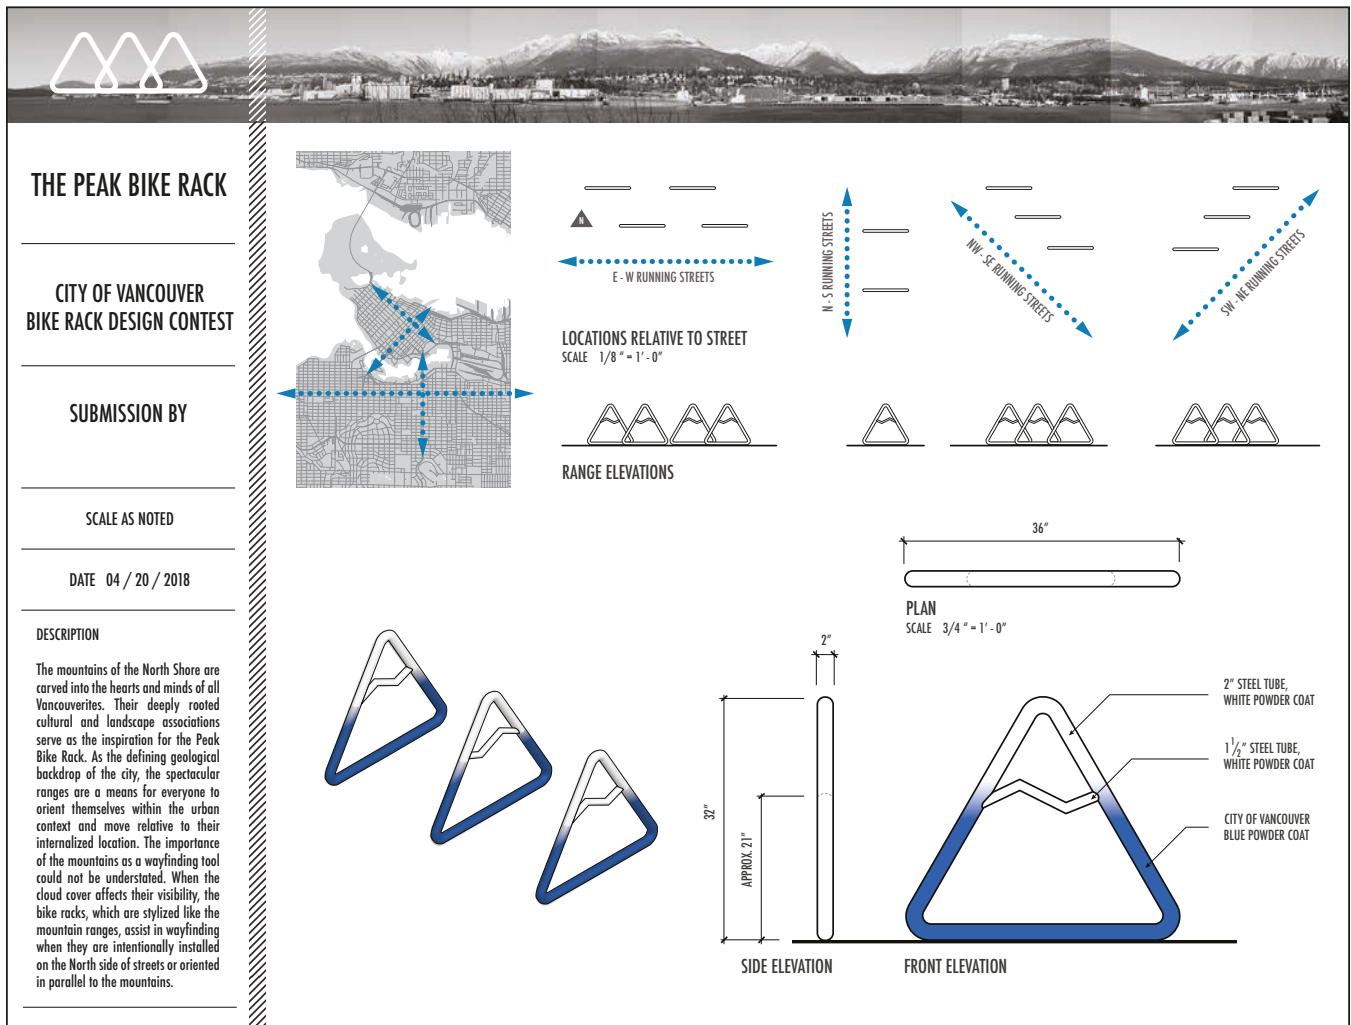 THE PEAK BIKE RACK
CITY OF VANCOUVER
BIKE RACK DESIGN CONTEST
SUBMISSION BY
SCALE AS NOTED
DATE 04 / 20 / 2018
DESCRIPTION
The mountains of the North Shore are
carved into the hearts and minds of all
Vancouverites. Their deeply rooted
cultural and landscape associations
serve as the inspiration for the Peak
Bike Rack. As the defining geological
backdrop of the city, the spectacular
ranges are a means for everyone to
orient themselves within the urban
context and move relative to their
internalized location. The importance
of the mountains as a wayfinding tool
could not be understated. When the
cloud cover affects their visibility, the
bike racks, which are stylized like the
mountain ranges, assist in wayfinding
when they are intentionally installed
on the North side of streets or oriented
in parallel to the mountains.
N
E - W RUNNING STREETS
N - S RUNNING STREETS
NW - SE RUNNING STREETS
SW - NE RUNNING STREETS
LOCATIONS RELATIVE TO STREET
SCALE 1/8 " = 1' - 0"
RANGE ELEVATIONS
36"
PLAN
SCALE 3/4 " = 1' - 0"
2"
32"
APPROX. 21"
SIDE ELEVATION
FRONT ELEVATION
2" STEEL TUBE,
WHITE POWDER COAT
1 1/2" STEEL TUBE,
WHITE POWDER COAT
CITY OF VANCOUVER
BLUE POWDER COAT